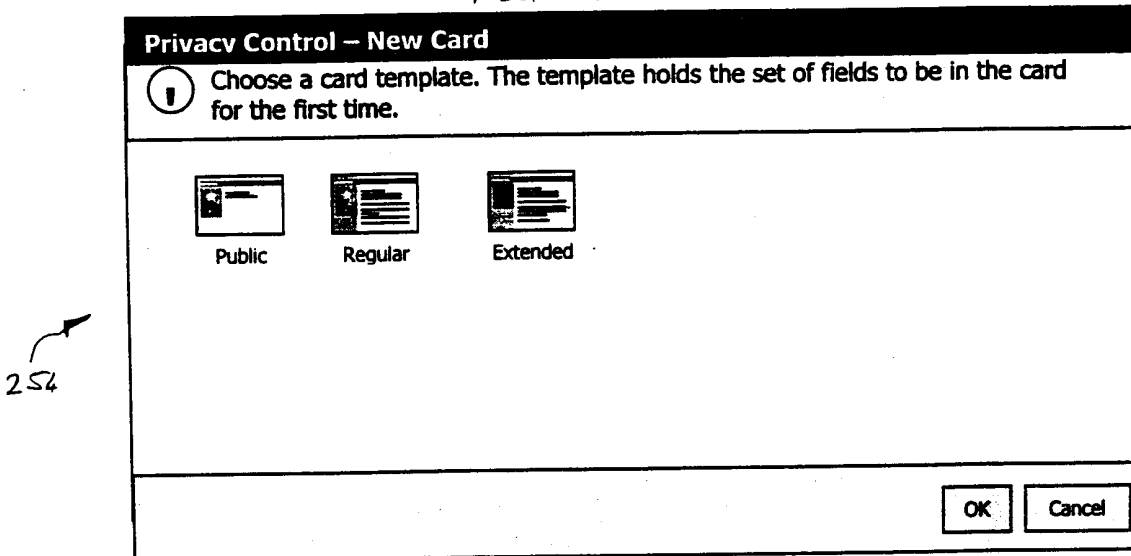 Privacy Control – New Card
Choose a card template. The template holds the set of fields to be in the card
for the first time.
Public Regular Extended
254
OK Cancel